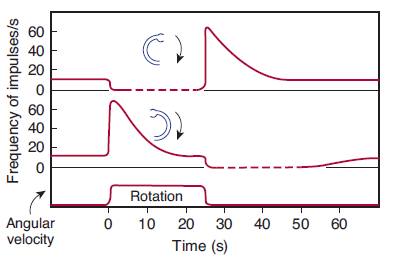 Frequency of impulses/s
60
40
20
0
60
40
20
0
Rotation
Angular
velocity
0 10 20 30 40 50 60
Time (s)